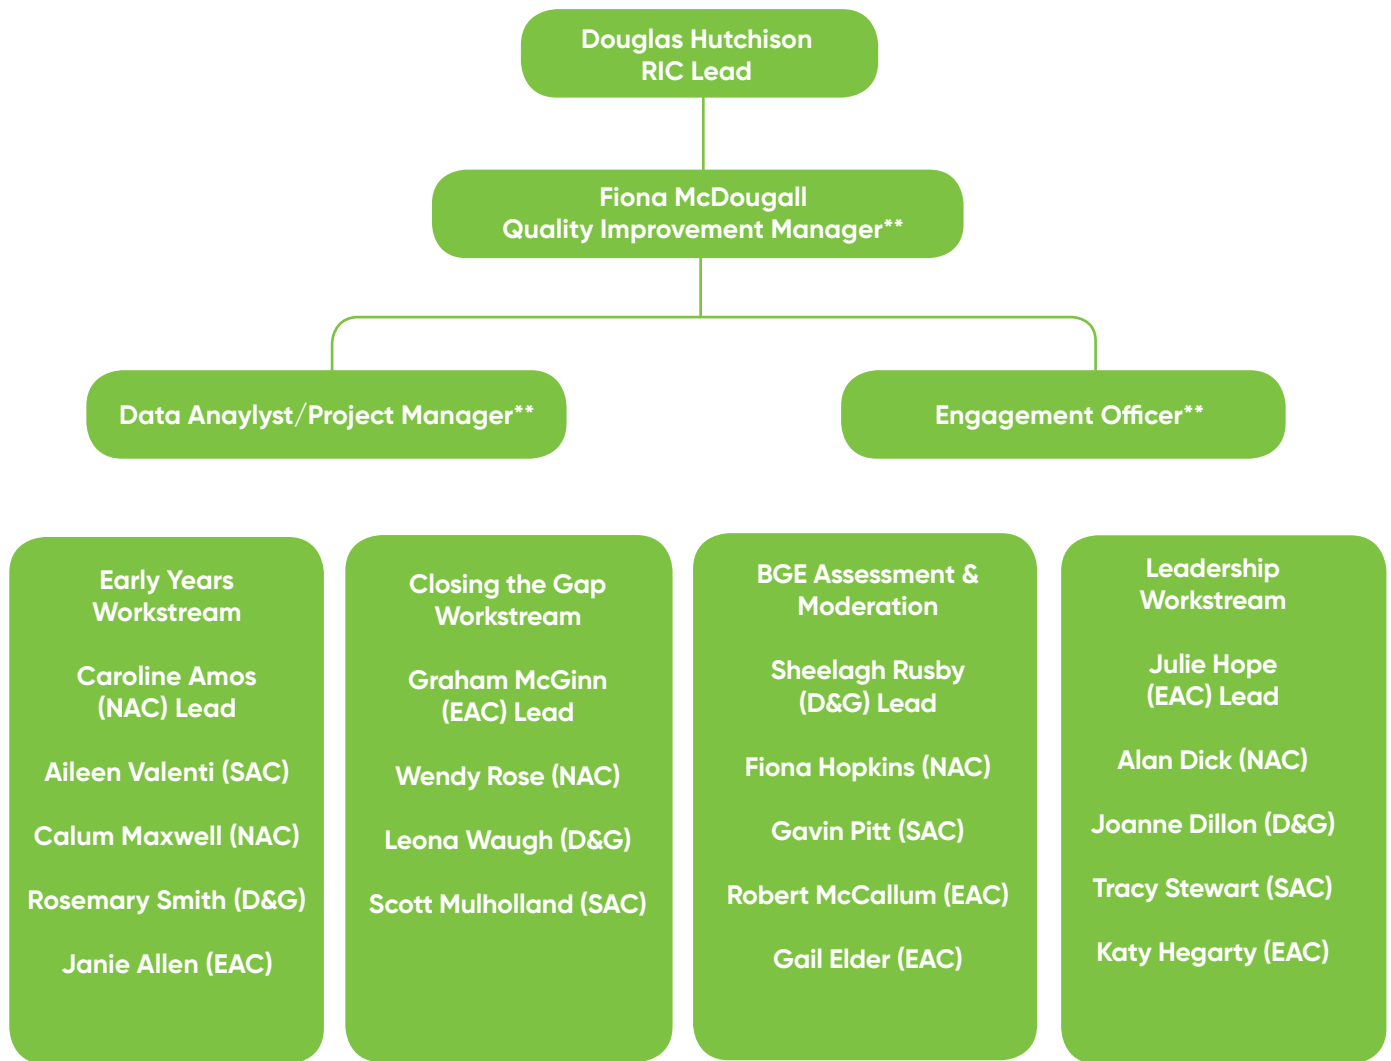 Douglas Hutchison
RIC Lead
Fiona McDougall
Quality Improvement Manager**
Data Anaylyst/Project Manager**
Engagement Officer**
Early Years
Workstream
Caroline Amos
(NAC) Lead
Aileen Valenti (SAC)
Calum Maxwell (NAC)
Rosemary Smith (D&G)
Janie Allen (EAC)
Closing the Gap
Workstream
Graham McGinn
(EAC) Lead
Wendy Rose (NAC)
Leona Waugh (D&G)
Scott Mulholland (SAC)
BGE Assessment &
Moderation
Sheelagh Rusby
(D&G) Lead
Fiona Hopkins (NAC)
Gavin Pitt (SAC)
Robert McCallum (EAC)
Gail Elder (EAC)
Leadership
Workstream
Julie Hope
(EAC) Lead
Alan Dick (NAC)
Joanne Dillon (D&G)
Tracy Stewart (SAC)
Katy Hegarty (EAC)